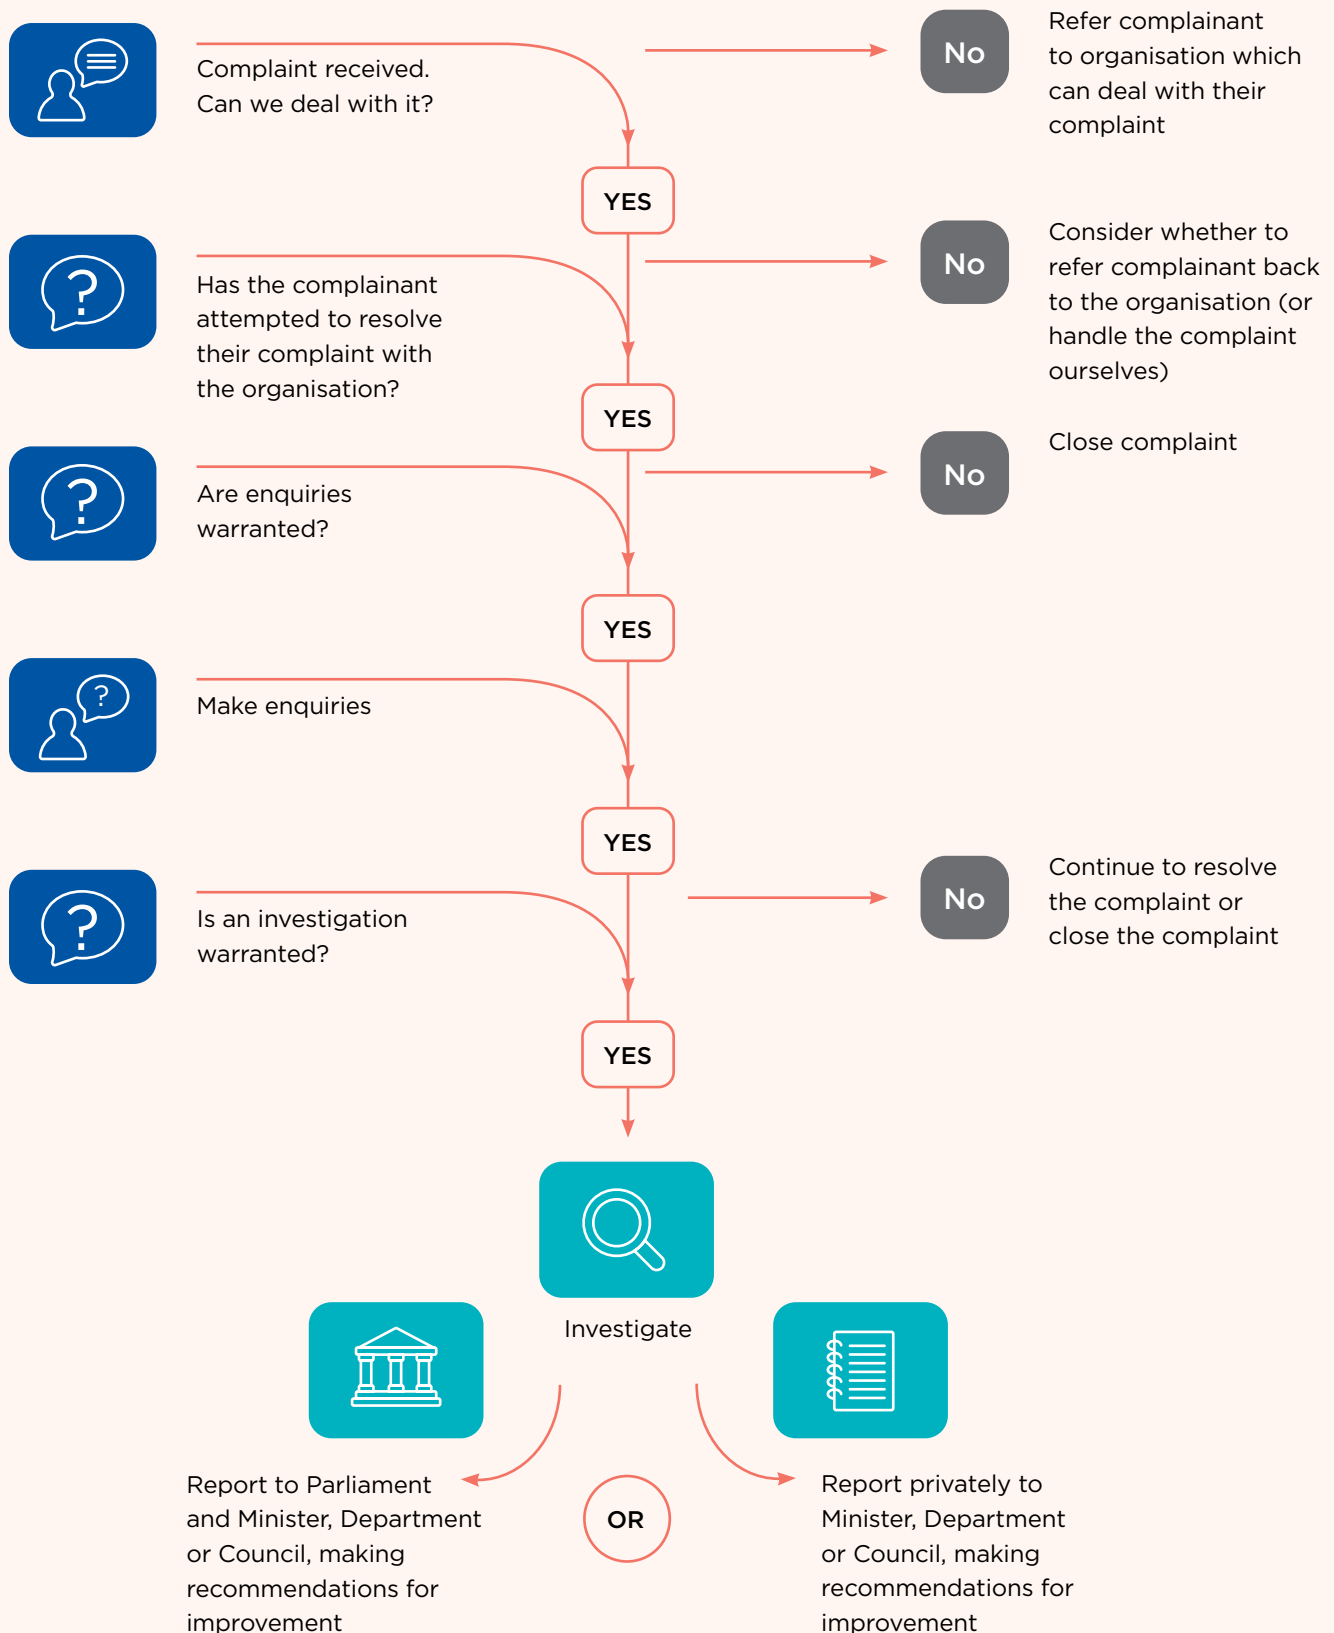 Complaint received.
Can we deal with it?
No
Refer complainant
to organisation which
can deal with their
complaint
YES
Has the complainant
attempted to resolve
their complaint with
the organisation?
No
Consider whether to
refer complainant back
to the organisation (or
handle the complaint
ourselves)
YES
Are enquiries
warranted?
No
Close complaint
YES
Make enquiries
YES
Is an investigation
warranted?
No
Continue to resolve
the complaint or
close the complaint
YES
Investigate
Report to Parliament
and Minister, Department
or Council, making
recommendations for
improvement
OR
Report privately to
Minister, Department
or Council, making
recommendations for
improvement